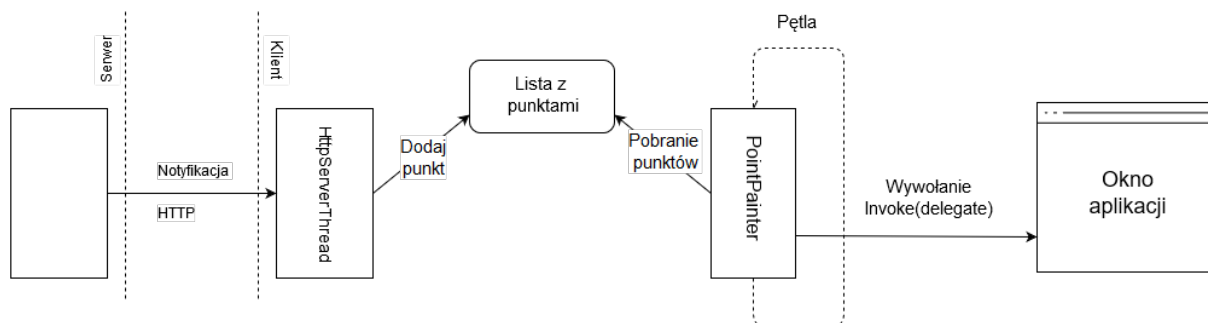 Serwer
Klient
Notyfikacja
HTTP
HttpServerThread
Dodaj
punkt
Lista z
punktami
Pobranie
punktów
Pętla
PointPainter
Wywołanie
Invoke(delegate)
Okno
aplikacji